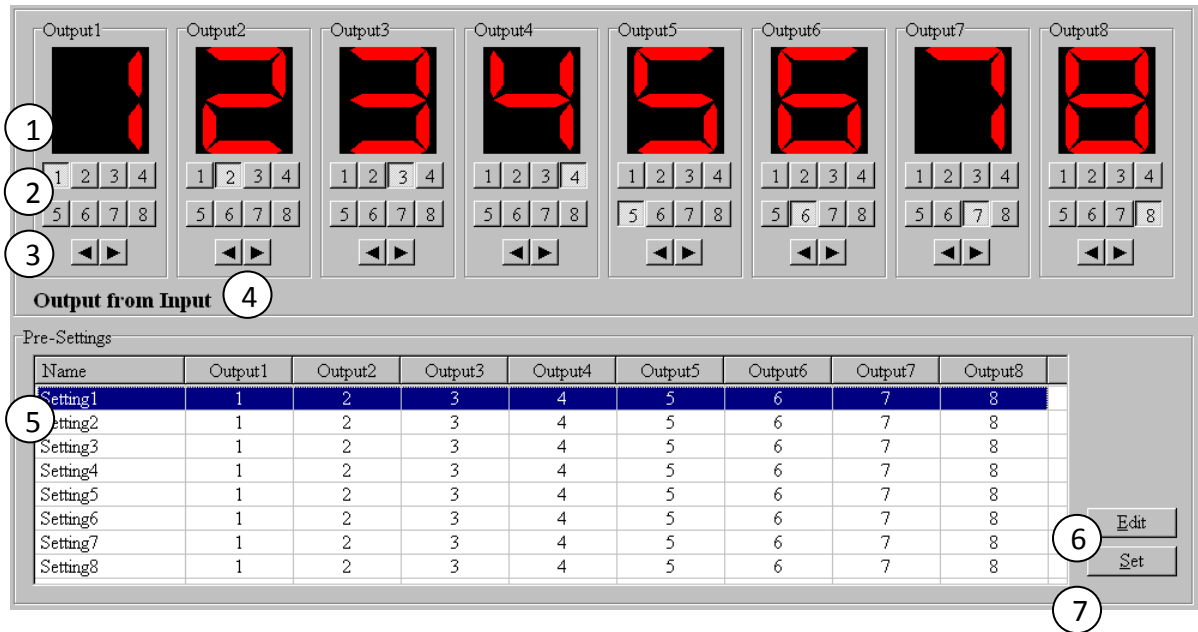 Output1 Output2 Output3 Output4 Output5 Output6 Output7 Output8
1 2 3 4 5 6 7 8
1
1 2 3 4 1 2 3 4 1 2 3 4 1 2 3 4 1 2 3 4 1 2 3 4 1 2 3 4 1 2 3 4
2
5 6 7 8 5 6 7 8 5 6 7 8 5 6 7 8 5 6 7 8 5 6 7 8 5 6 7 8 5 6 7 8
3 ◄ ► ◄ ► ◄ ► ◄ ► ◄ ► ◄ ► ◄ ► ◄ ►
Output from Input 4
Pre-Settings
Name Output1 Output2 Output3 Output4 Output5 Output6 Output7 Output8
Setting1 1 2 3 4 5 6 7 8
5
Setting2 1 2 3 4 5 6 7 8
Setting3 1 2 3 4 5 6 7 8
Setting4 1 2 3 4 5 6 7 8
Setting5 1 2 3 4 5 6 7 8
Setting6 1 2 3 4 5 6 7 8
Edit
6
Setting7 1 2 3 4 5 6 7 8
Setting8 1 2 3 4 5 6 7 8
Set
7